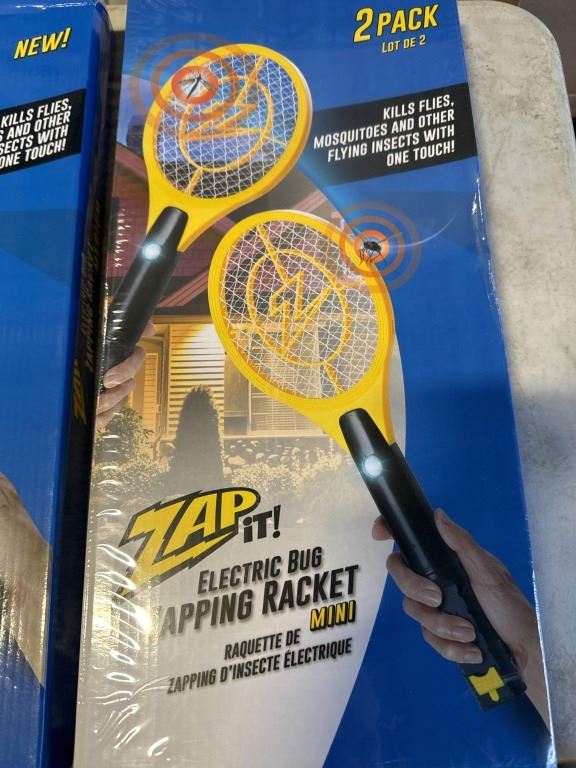 NEW!
KILLS FLIES,
AND OTHER
WITH
ONE TOUCH!
2 PACK
LOT DE 2
KILLS FLIES,
MOSQUITOES AND OTHER
FLYING INSECTS WITH
ONE TOUCH!
ZAP
ZAP iT!
ELECTRIC BUG
APPING RACKET
MINI
RAQUETTE DE
ZAPPING D'INSECTE ÉLECTRIQUE